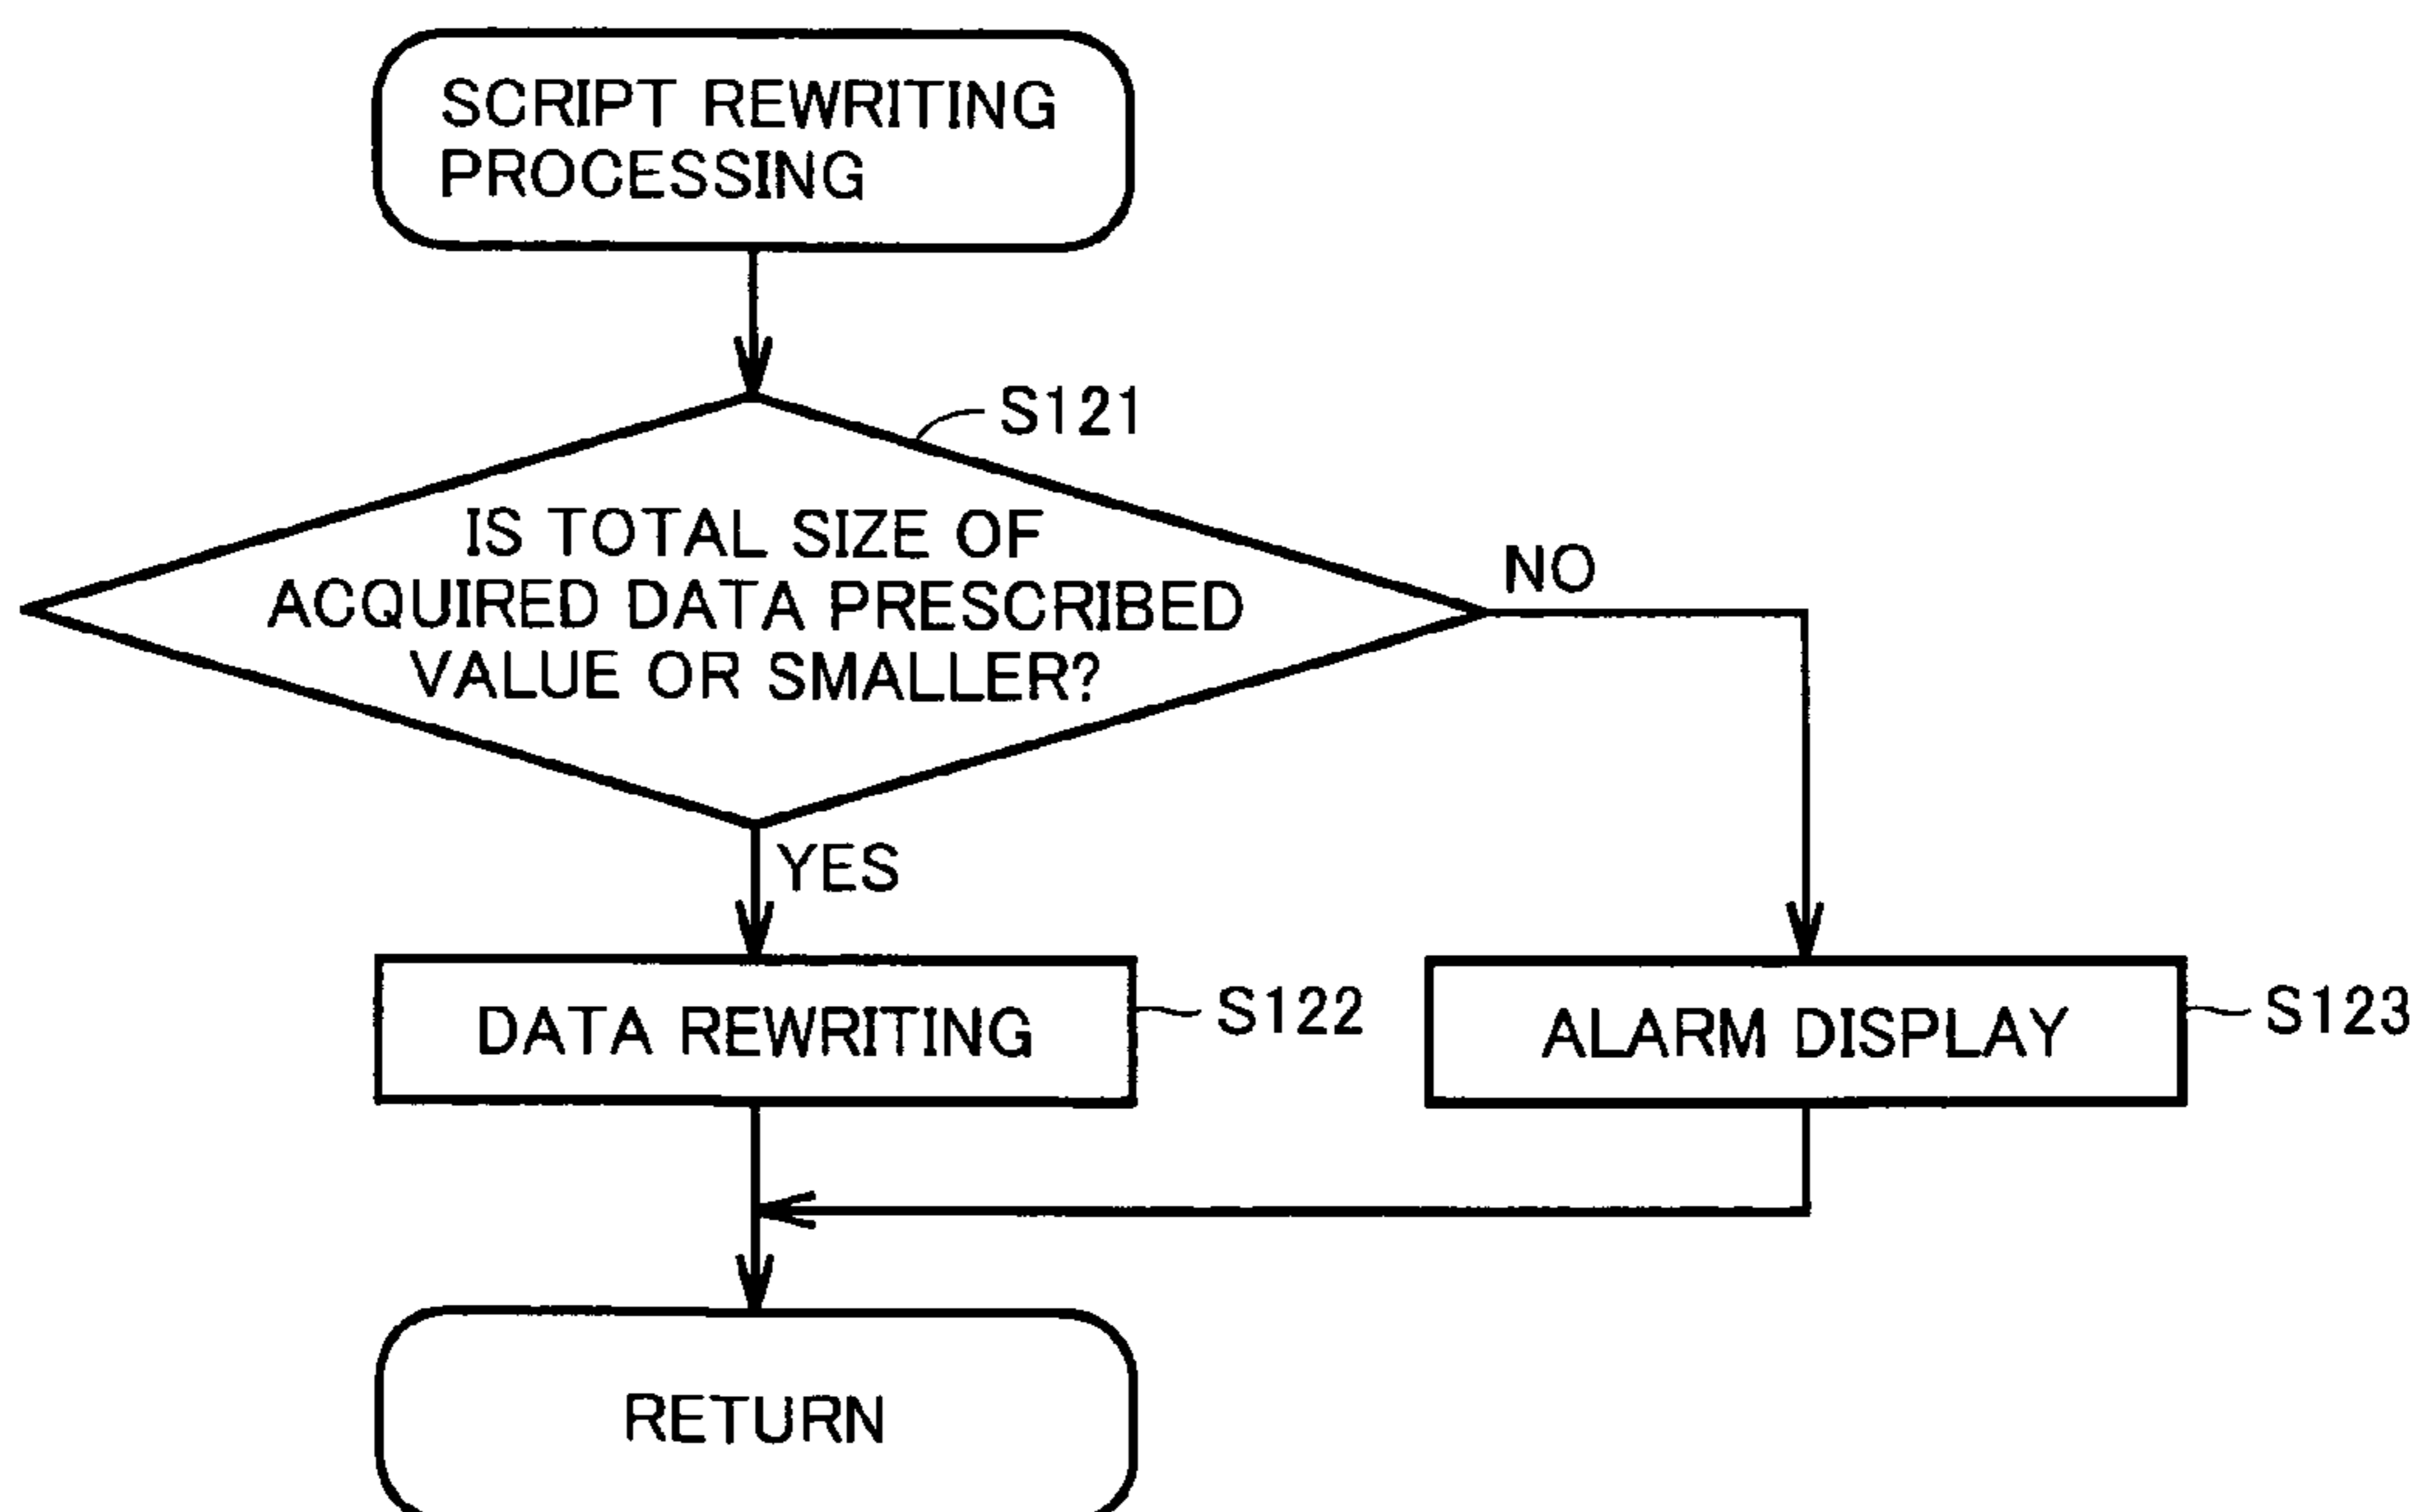 SCRIPT REWRITING
PROCESSING
S121
IS TOTAL SIZE OF
ACQUIRED DATA PRESCRIBED
VALUE OR SMALLER?
NO
YES
DATA REWRITING
S122
ALARM DISPLAY
S123
RETURN